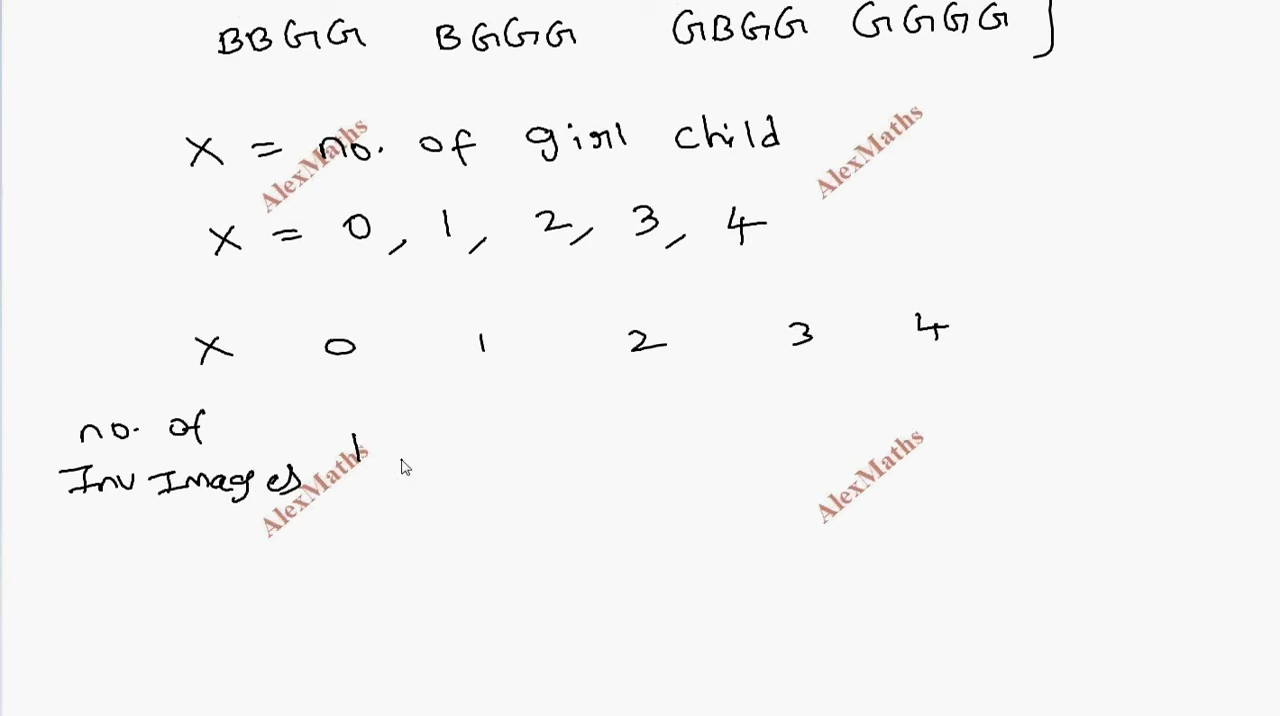 BBGG BGGG GBGG GGGG }
X = no. of girl child
X = 0, 1, 2, 3, 4
X 0 1 2 3 4
no. of
Inv Images 1
AlexMaths
AlexMaths
AlexMaths
AlexMaths